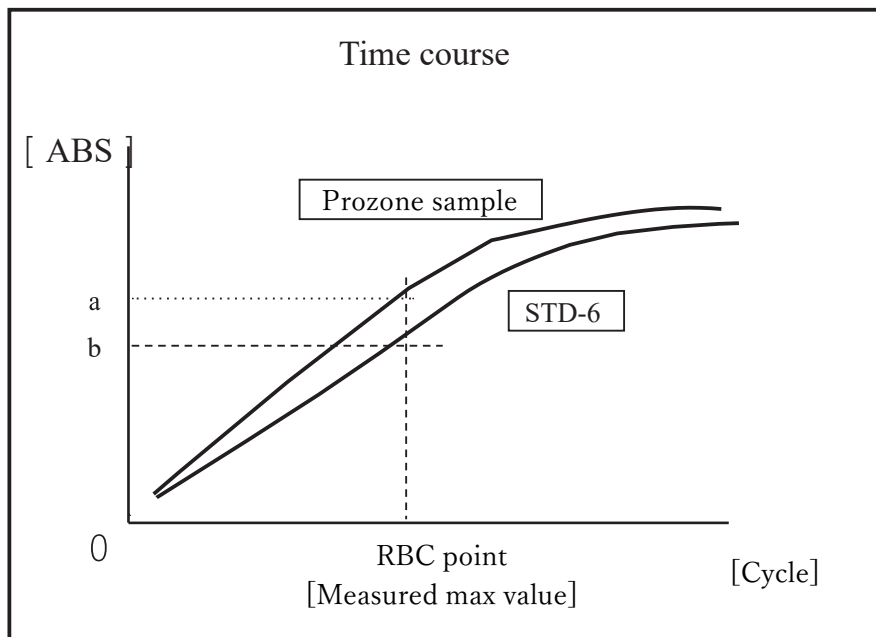 Time course
[ ABS ]
Prozone sample
a
STD-6
b
0
RBC point
[Measured max value]
[Cycle]